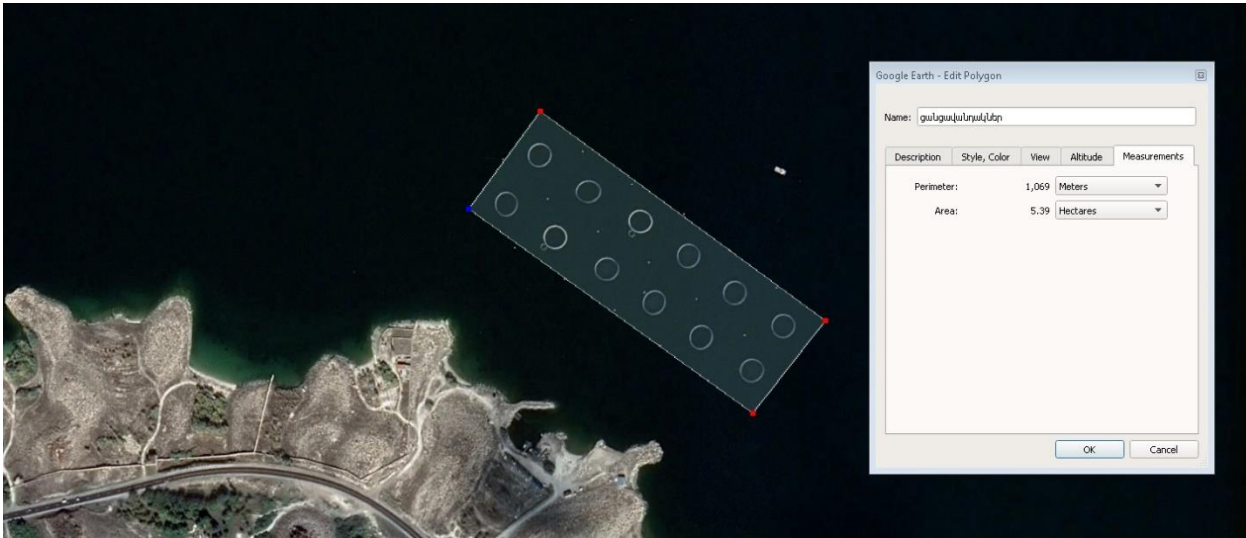 Google Earth - Edit Polygon
Name: ցանցավանդակներ
Description Style, Color View Altitude Measurements
Perimeter: 1,069 Meters
Area: 5.39 Hectares
OK Cancel